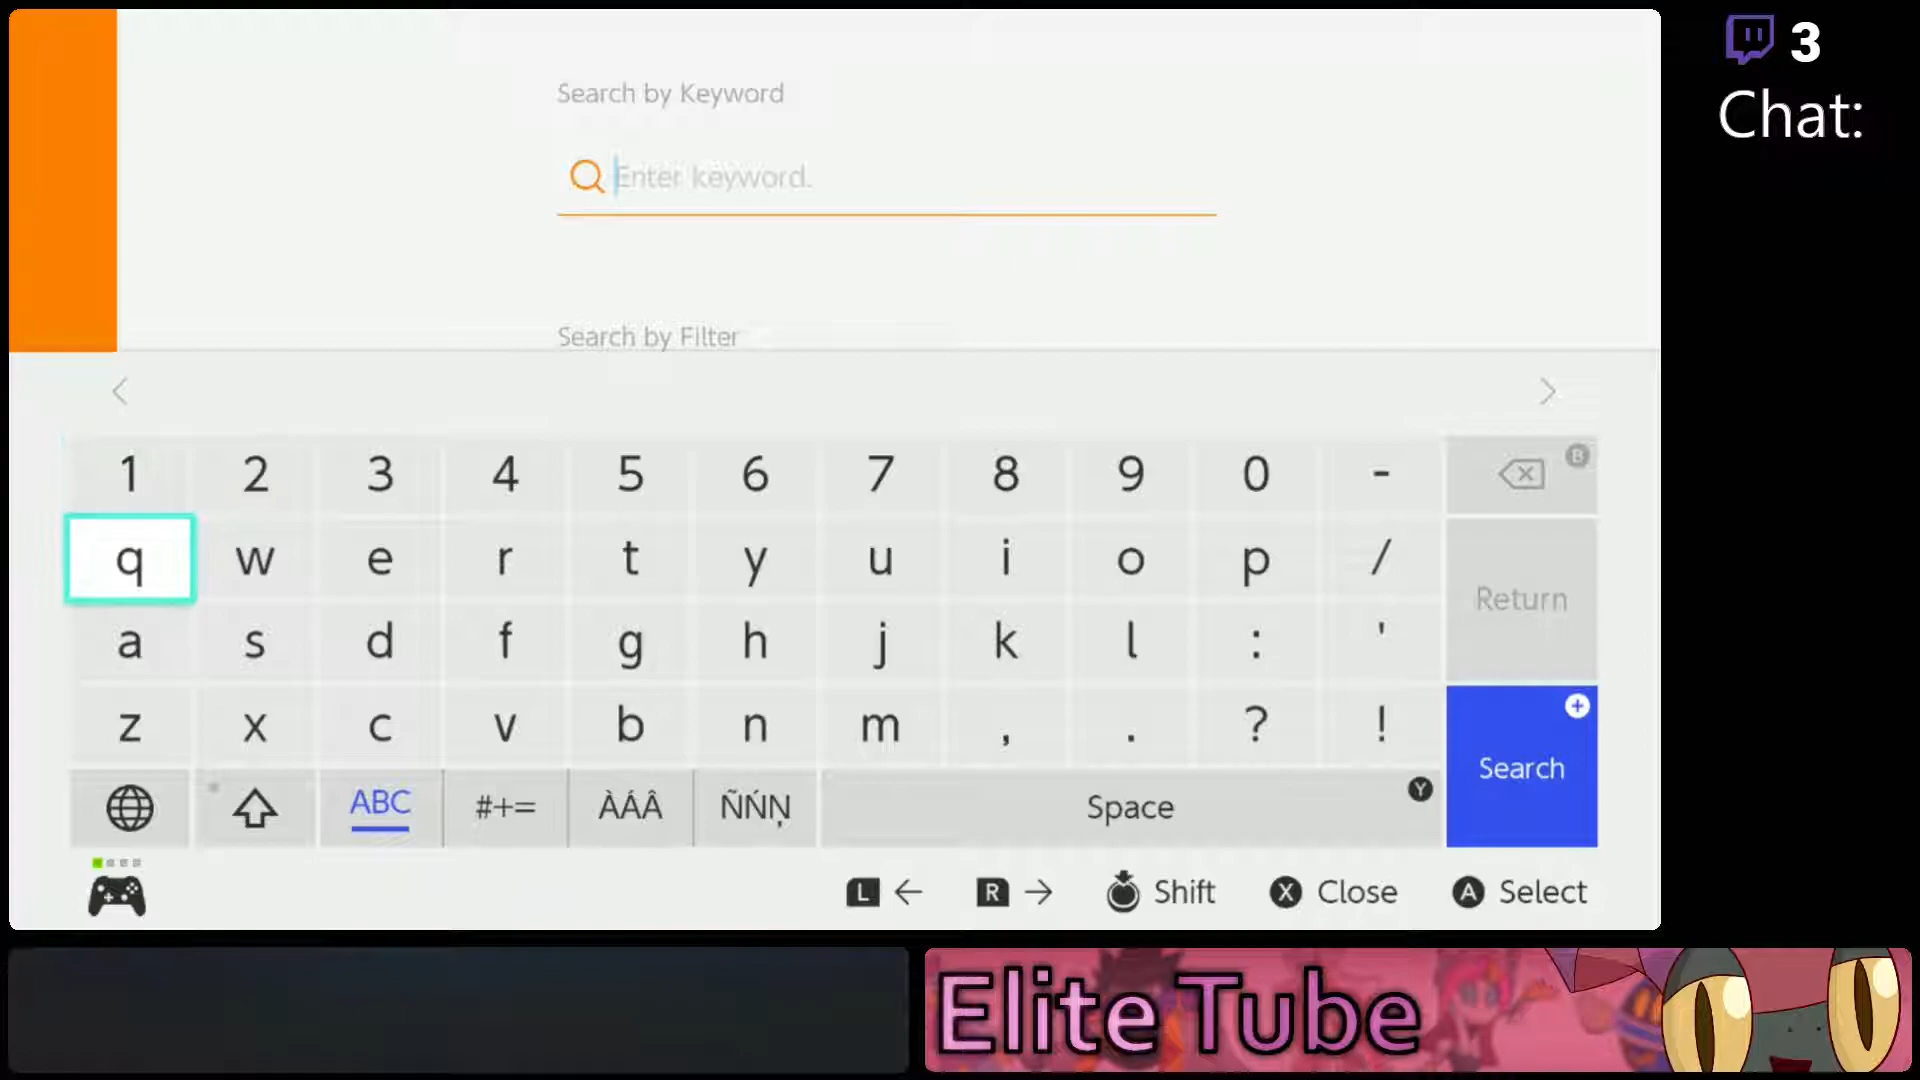 3
Chat:
Search by Keyword
Enter keyword.
Search by Filter
1 2 3 4 5 6 7 8 9 0 - B
q w e r t y u i o p /
Return
a s d f g h j k l : '
z x c v b n m , . ? ! +
Search
ABC #+= ÀÁÂ ÑŃŅ Space Y
L ← R → Shift X Close A Select
Elite Tube